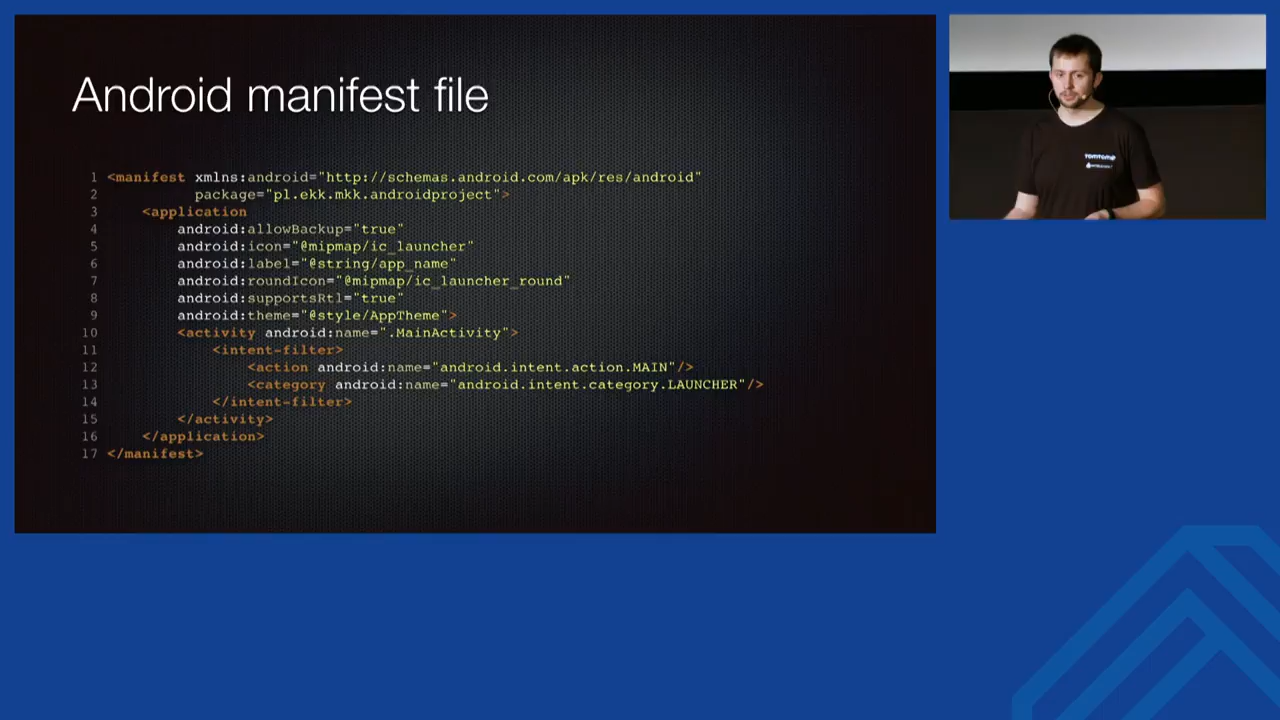 Android manifest file
1 <manifest xmlns:android="http://schemas.android.com/apk/res/android"
2 package="pl.ekk.mkk.androidproject">
3 <application
4 android:allowBackup="true"
5 android:icon="@mipmap/ic_launcher"
6 android:label="@string/app_name"
7 android:roundIcon="@mipmap/ic_launcher_round"
8 android:supportsRtl="true"
9 android:theme="@style/AppTheme">
10 <activity android:name=".MainActivity">
11 <intent-filter>
12 <action android:name="android.intent.action.MAIN"/>
13 <category android:name="android.intent.category.LAUNCHER"/>
14 </intent-filter>
15 </activity>
16 </application>
17 </manifest>
TOMTOM